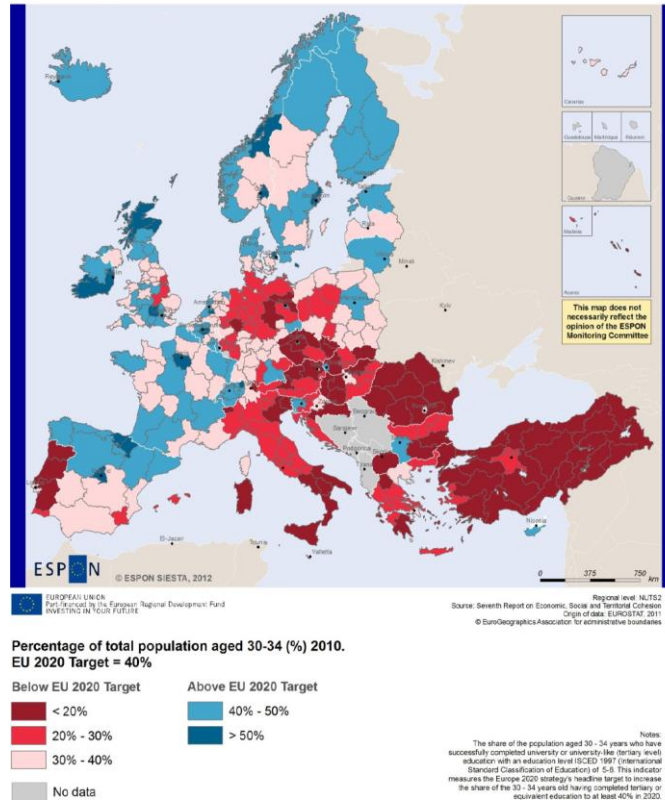 Reykjavik
Canarias
Guadeloupe Martinique Réunion
Guyane
Madeira
Acores
This map does not
necessarily reflect the
opinion of the ESPON
Monitoring Committee
Minsk
Kyiv
Kishinev
Beograd
Sarajevo
Podgorica
Nicosia
El-Jazair
Tounis
Valletta
ESPON
© ESPON SIESTA, 2012
0 375 750
km
EUROPEAN UNION
Part-financed by the European Regional Development Fund
INVESTING IN YOUR FUTURE
Regional level: NUTS2
Source: Seventh Report on Economic, Social and Territorial Cohesion
Origin of data: EUROSTAT, 2011
© EuroGeographics Association for administrative boundaries
Percentage of total population aged 30-34 (%) 2010.
EU 2020 Target = 40%
Below EU 2020 Target
Above EU 2020 Target
< 20%
40% - 50%
20% - 30%
> 50%
30% - 40%
No data
Notes:
The share of the population aged 30 - 34 years who have
successfully completed university or university-like (tertiary level)
education with an education level ISCED 1997 (International
Standard Classification of Education) of 5-6. This indicator
measures the Europe 2020 strategy's headline target to increase
the share of the 30 - 34 years old having completed tertiary or
equivalent education to at least 40% in 2020.